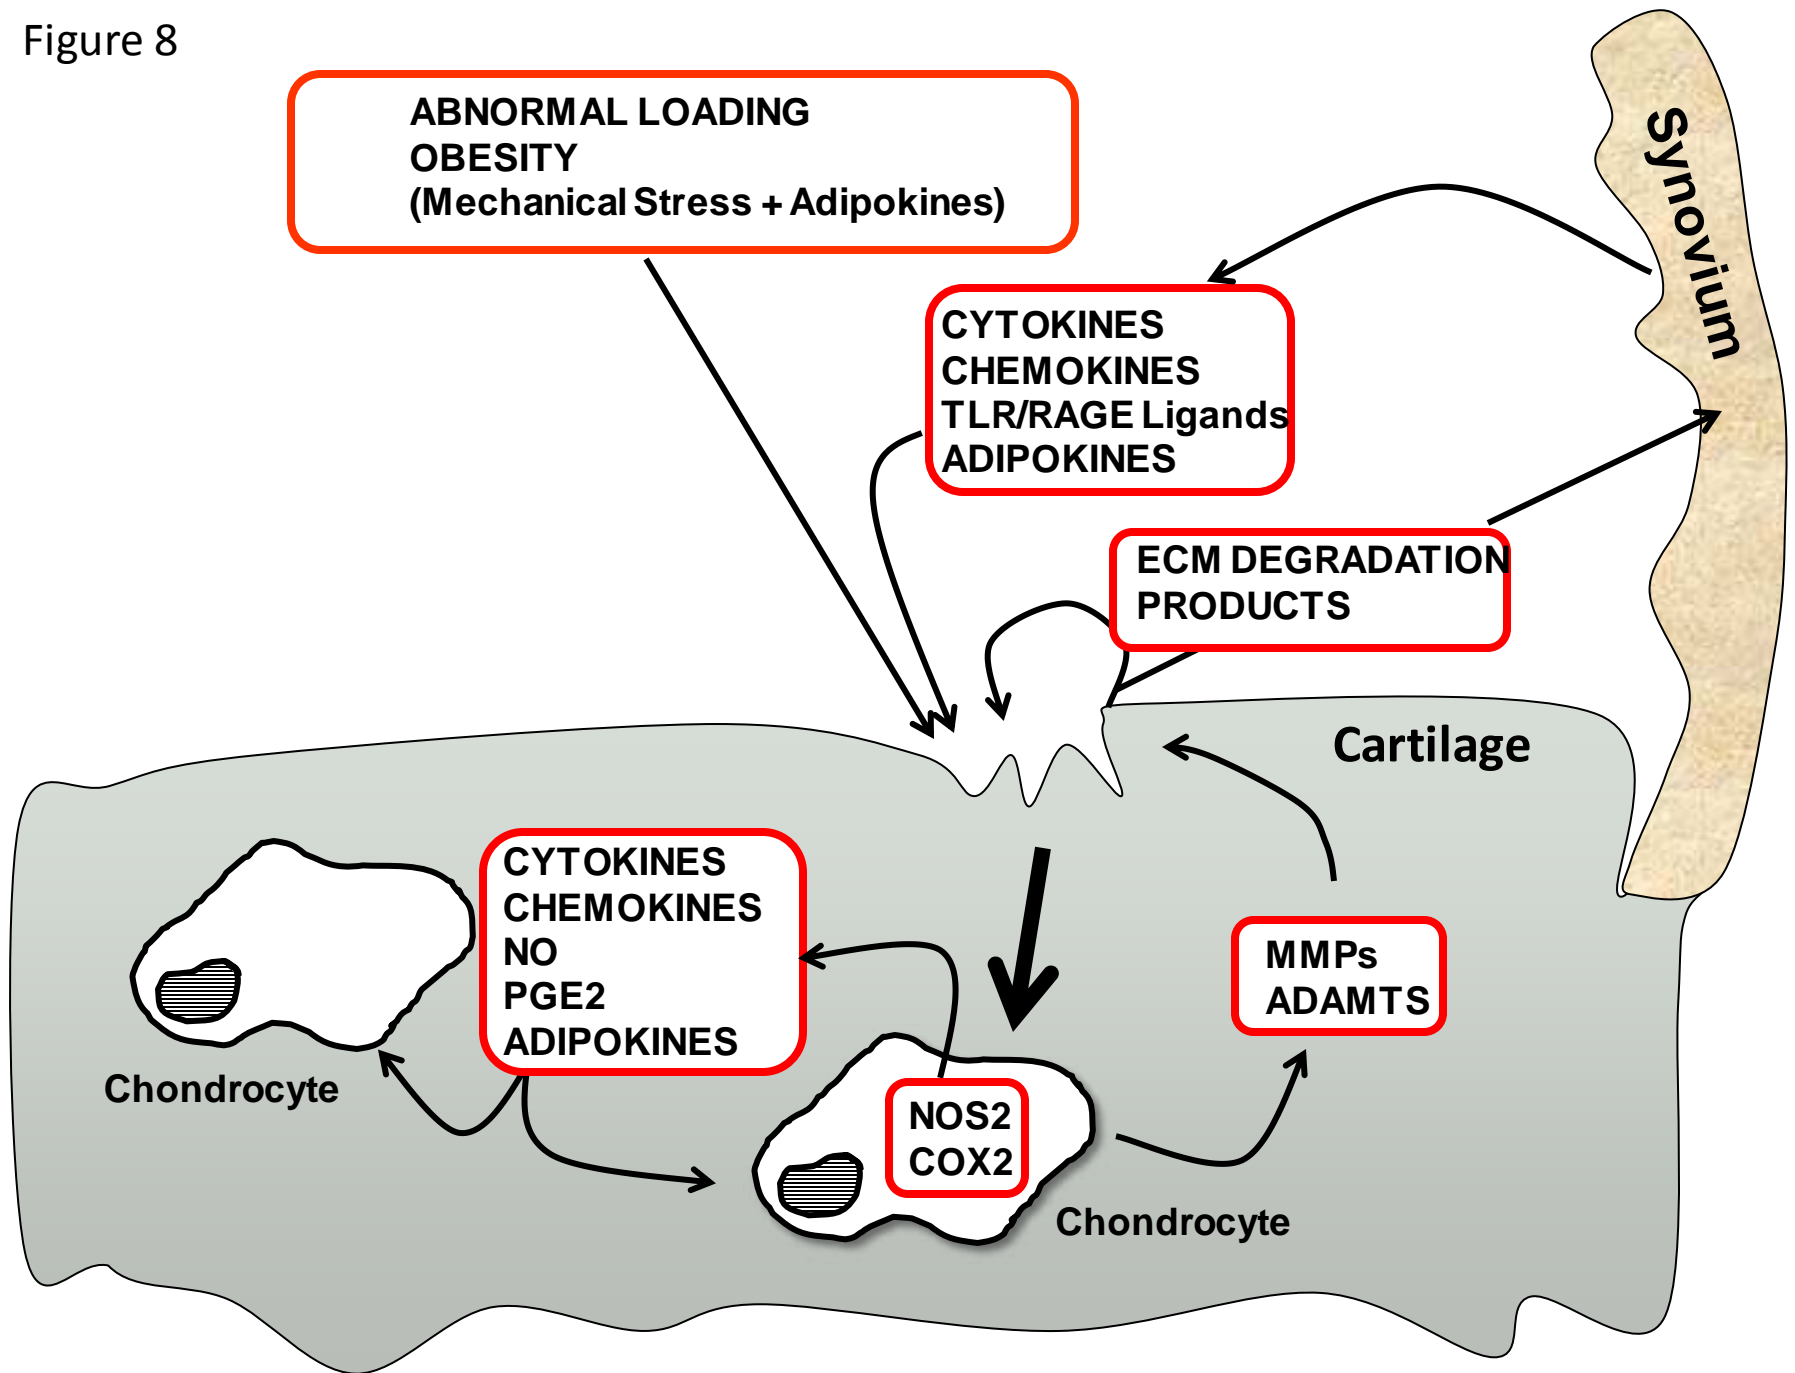 Figure 8
ABNORMAL LOADING
OBESITY
(Mechanical Stress + Adipokines)
Synovium
CYTOKINES
CHEMOKINES
TLR/RAGE Ligands
ADIPOKINES
ECM DEGRADATION
PRODUCTS
Cartilage
CYTOKINES
CHEMOKINES
NO
PGE2
ADIPOKINES
MMPs
ADAMTS
Chondrocyte
NOS2
COX2
Chondrocyte